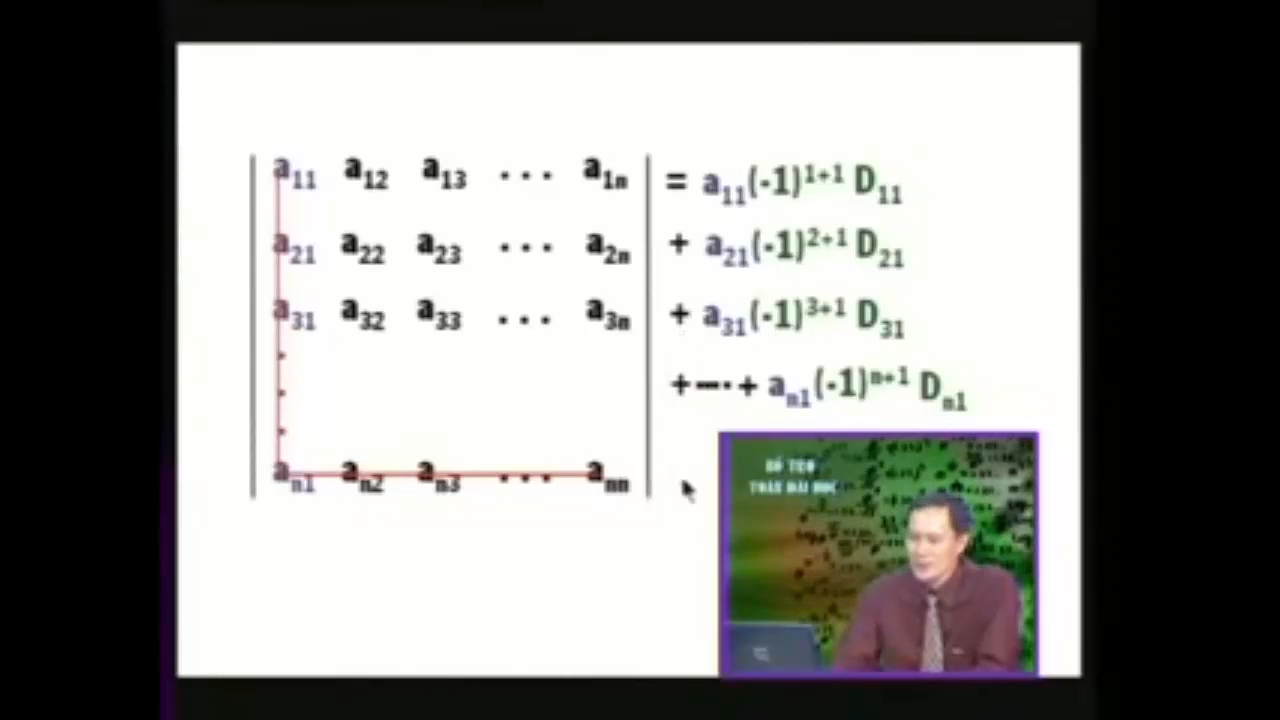 a₁₁ a₁₂ a₁₃ ... a₁ₙ = a₁₁(-1)¹⁺¹ D₁₁
a₂₁ a₂₂ a₂₃ ... a₂ₙ + a₂₁(-1)²⁺¹ D₂₁
a₃₁ a₃₂ a₃₃ ... a₃ₙ + a₃₁(-1)³⁺¹ D₃₁
+...+ aₙ₁(-1)ⁿ⁺¹ Dₙ₁
aₙ₁ aₙ₂ aₙ₃ ... aₙₙ